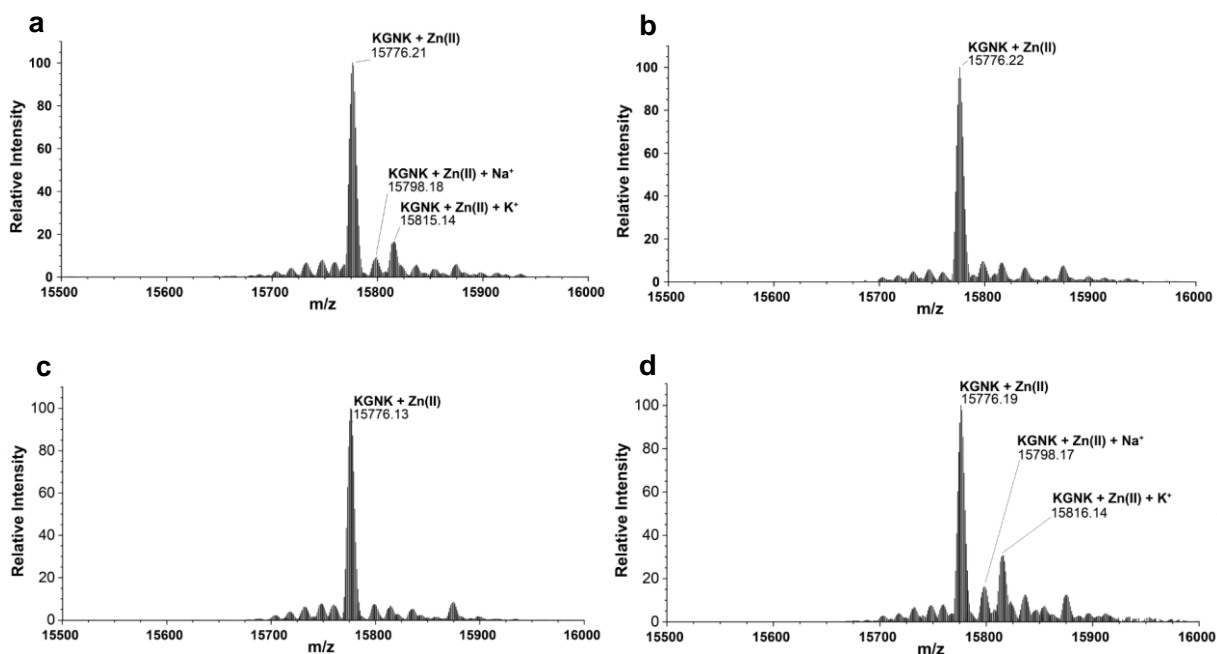 a
KGNK + Zn(II)
15776.21
100
80
60
40
20
0
KGNK + Zn(II) + Na⁺
15798.18
KGNK + Zn(II) + K⁺
15815.14
Relative Intensity
15500 15600 15700 15800 15900 16000
m/z
b
KGNK + Zn(II)
15776.22
100
80
60
40
20
0
Relative Intensity
15500 15600 15700 15800 15900 16000
m/z
c
KGNK + Zn(II)
15776.13
100
80
60
40
20
0
Relative Intensity
15500 15600 15700 15800 15900 16000
m/z
d
KGNK + Zn(II)
15776.19
100
80
60
40
20
0
KGNK + Zn(II) + Na⁺
15798.17
KGNK + Zn(II) + K⁺
15816.14
Relative Intensity
15500 15600 15700 15800 15900 16000
m/z